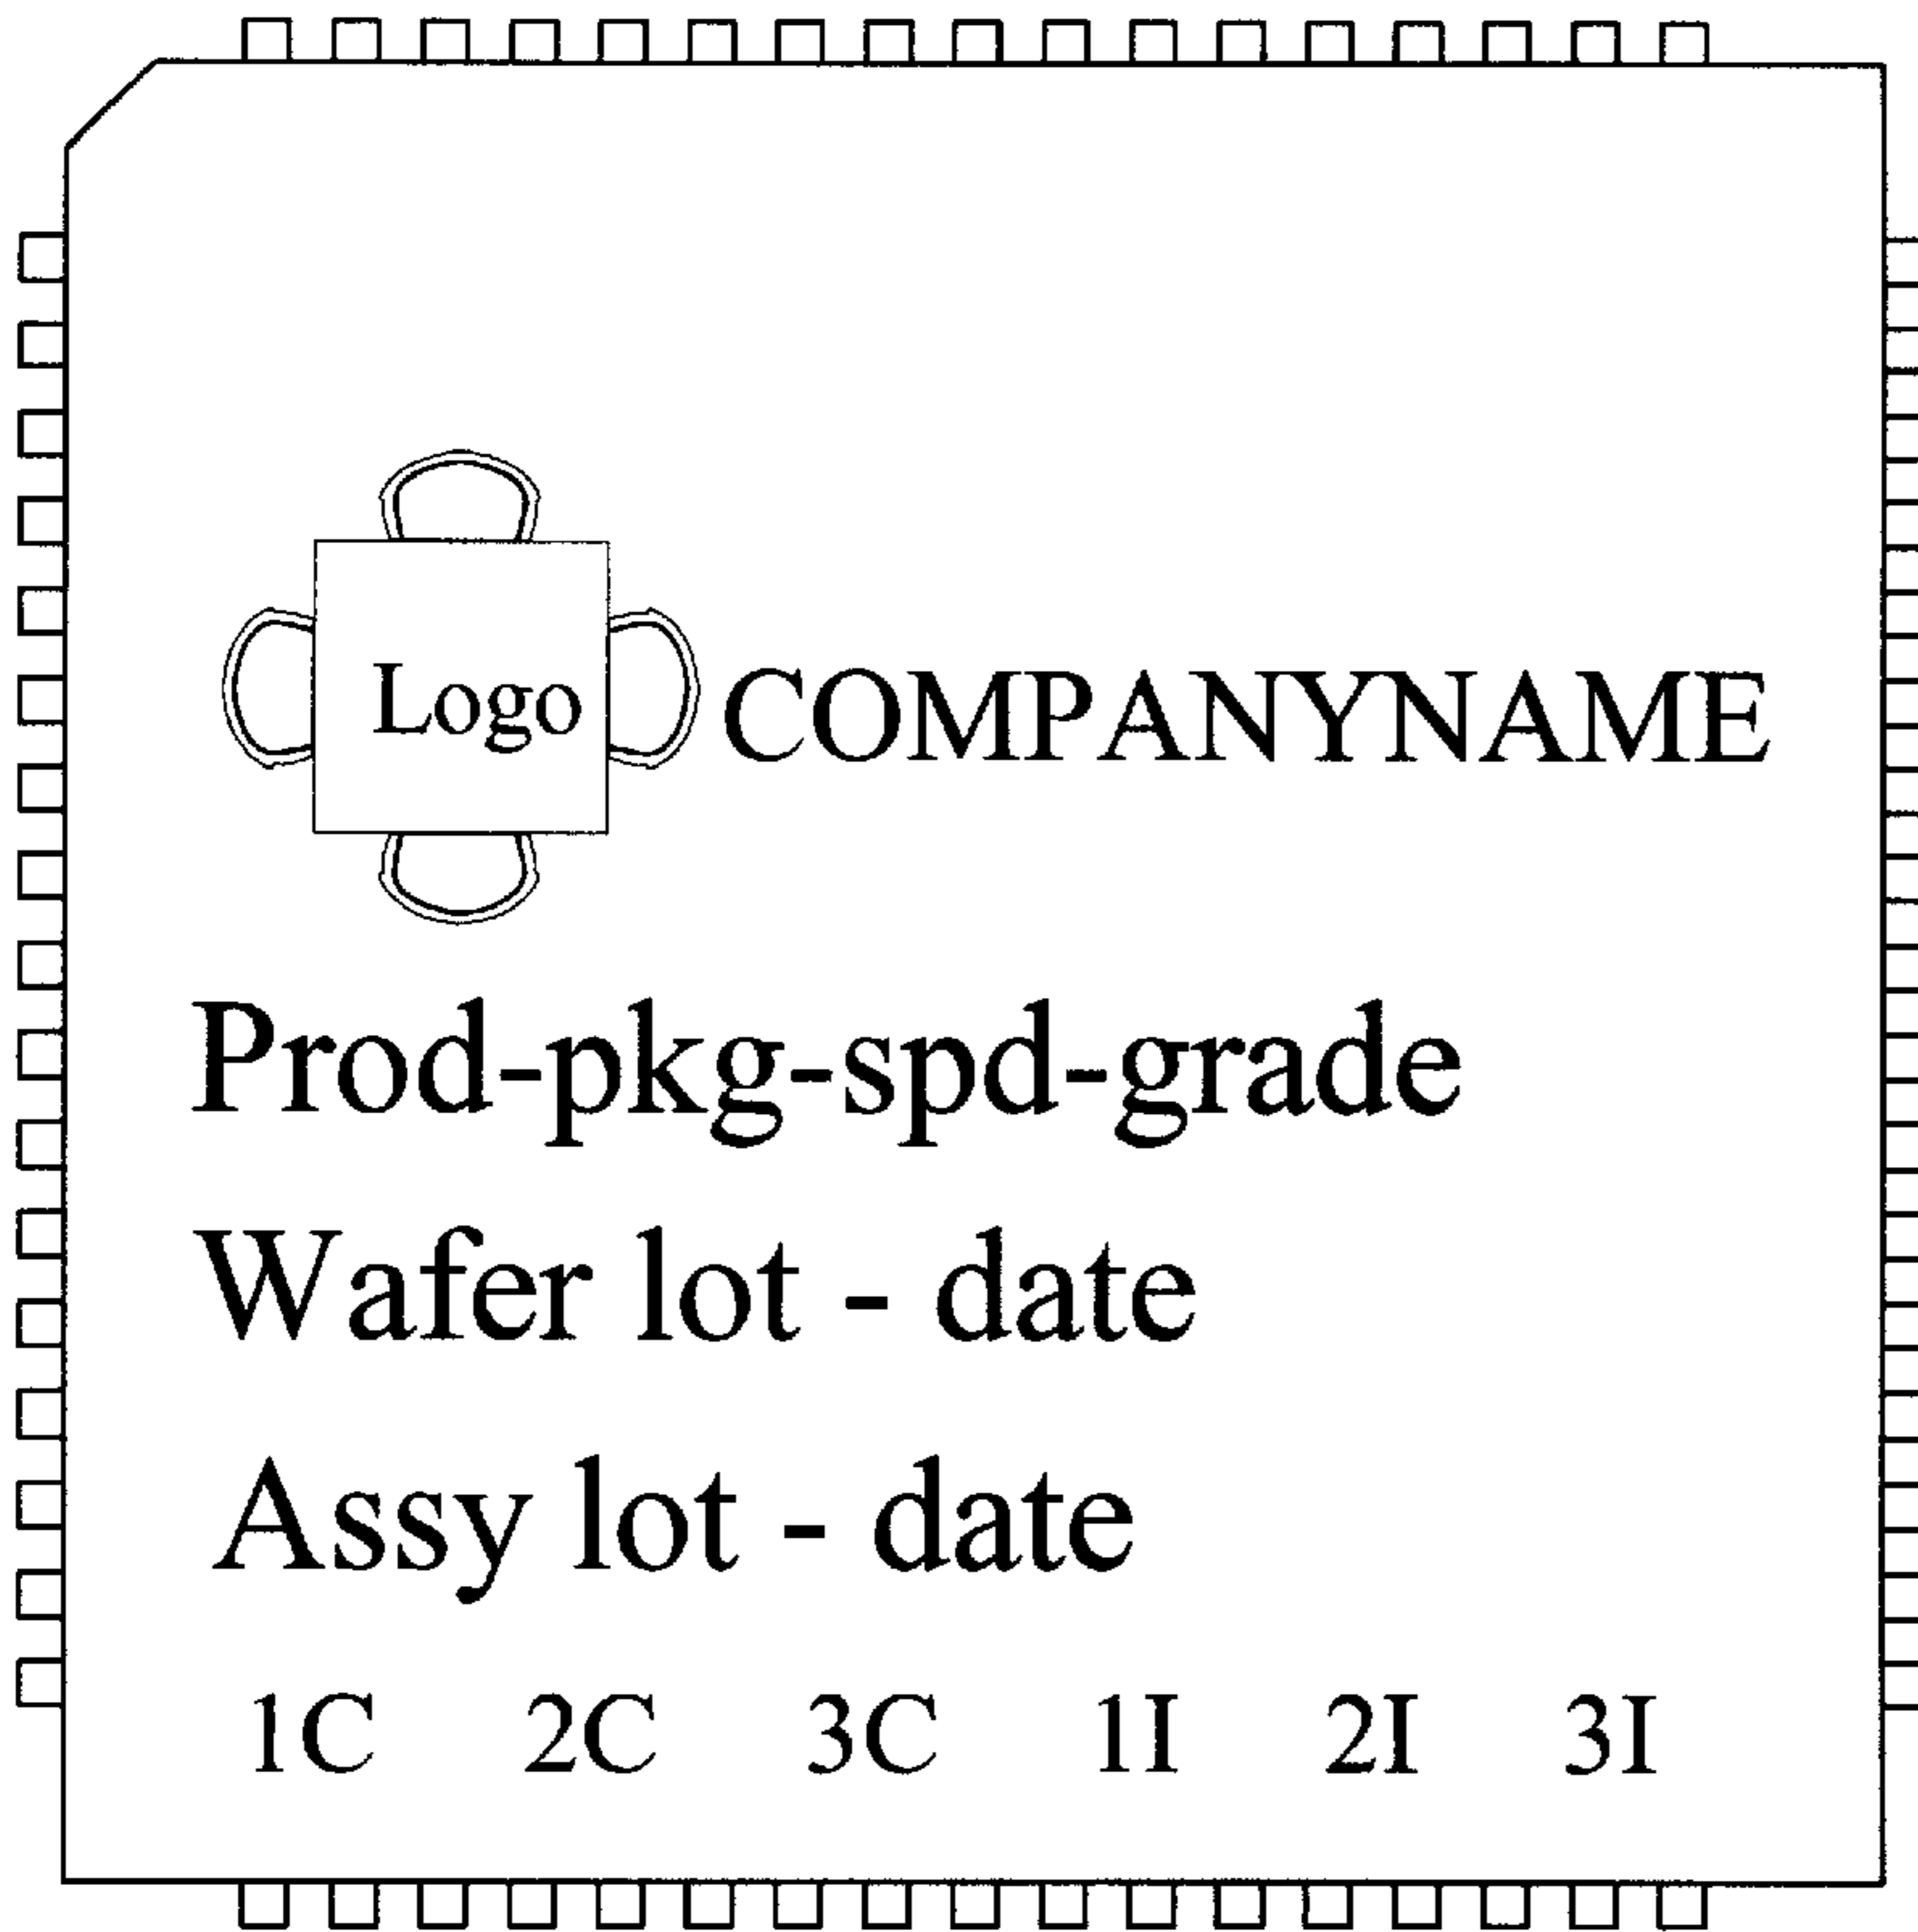 Logo COMPANYNAME
Prod-pkg-spd-grade
Wafer lot - date
Assy lot - date
1C 2C 3C 1I 2I 3I